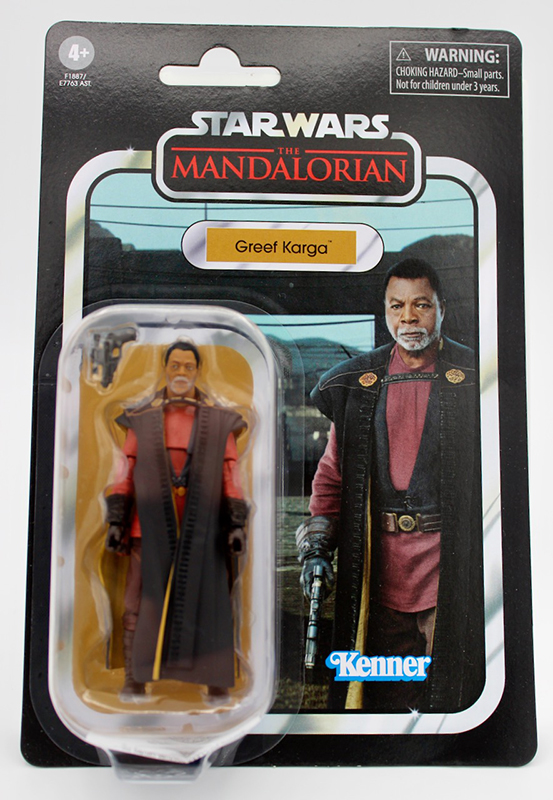 4+
F1887/
E7763 AST.
WARNING:
CHOKING HAZARD–Small parts.
Not for children under 3 years.
STAR WARS
THE
MANDALORIAN
Greef Karga™
Kenner